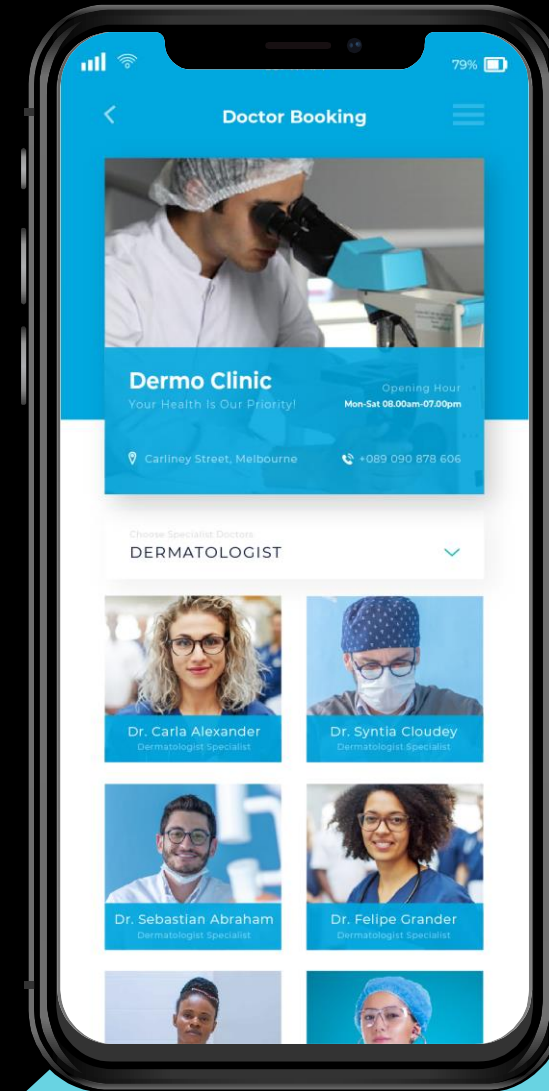 79%
Doctor Booking
Dermo Clinic
Your Health Is Our Priority!
Opening Hour
Mon-Sat 08.00am-07.00pm
Carliney Street, Melbourne
+089 090 878 606
Choose Specialist Doctors
DERMATOLOGIST
Dr. Carla Alexander
Dermatologist Specialist
Dr. Syntia Cloudey
Dermatologist Specialist
Dr. Sebastian Abraham
Dermatologist Specialist
Dr. Felipe Grander
Dermatologist Specialist